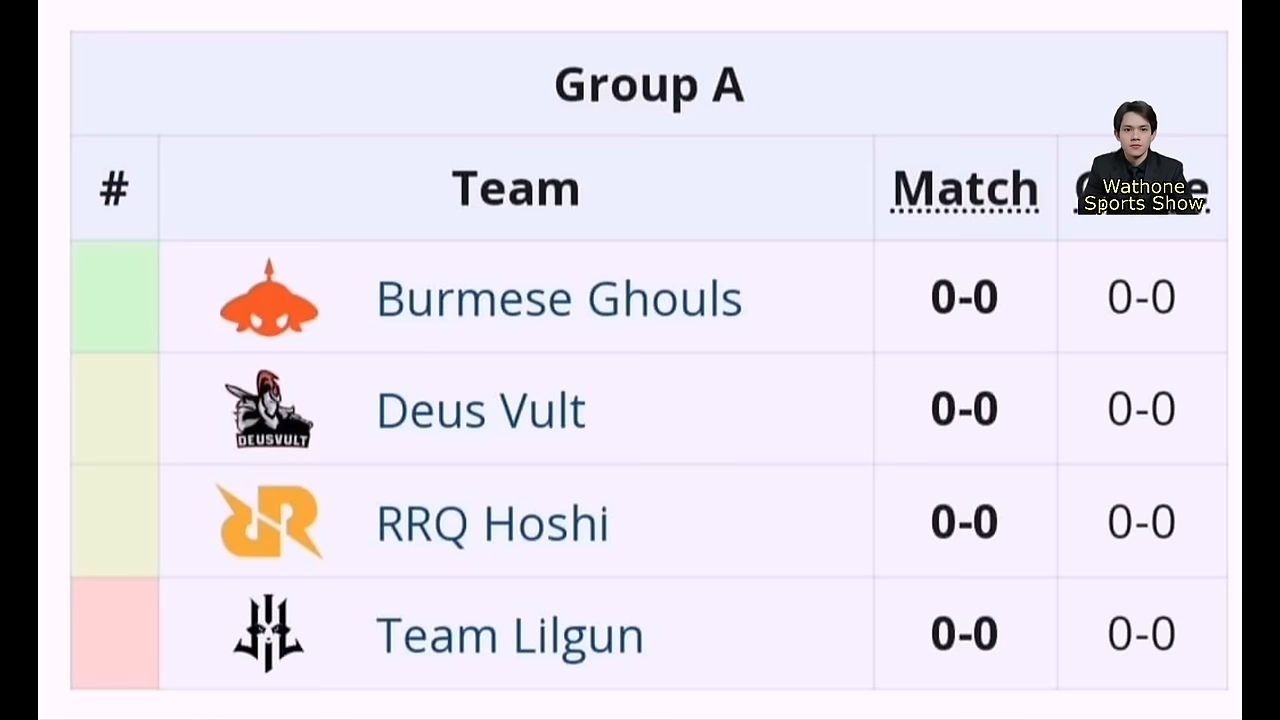 Group A
# Team Match
Wathone
Sports Show
Burmese Ghouls 0-0 0-0
DEUSVULT
Deus Vult 0-0 0-0
RRQ Hoshi 0-0 0-0
Team Lilgun 0-0 0-0